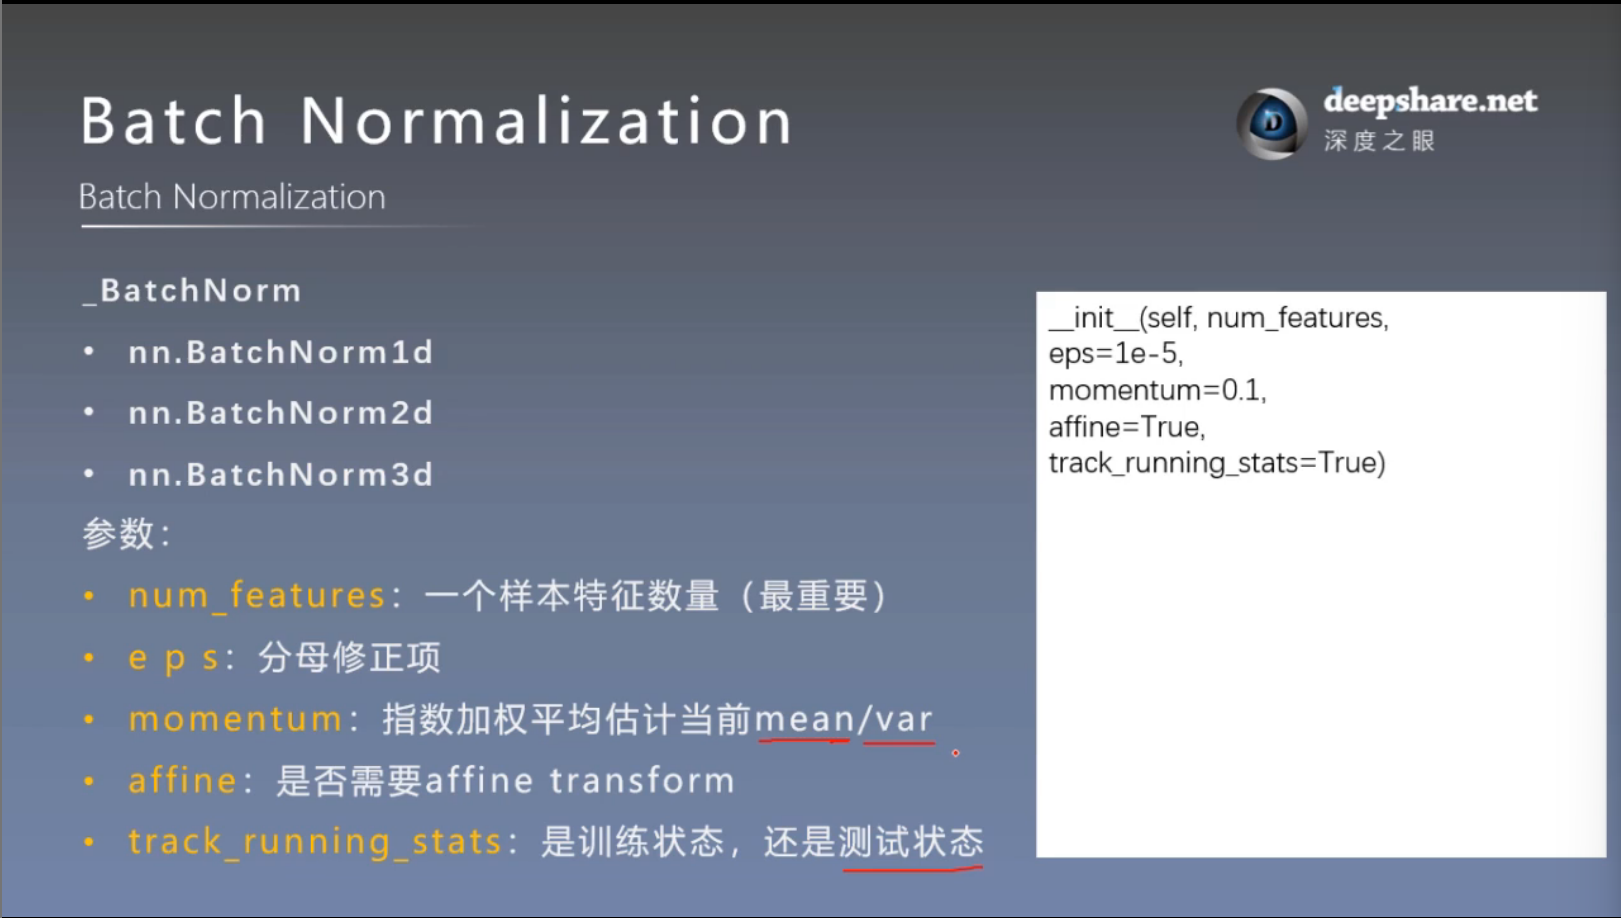 Batch Normalization
deepshare.net
深度之眼
Batch Normalization
_BatchNorm
• nn.BatchNorm1d
• nn.BatchNorm2d
• nn.BatchNorm3d
参数：
• num_features：一个样本特征数量（最重要）
• e p s：分母修正项
• momentum：指数加权平均估计当前mean/var
• affine：是否需要affine transform
• track_running_stats：是训练状态，还是测试状态
__init__(self, num_features,
eps=1e-5,
momentum=0.1,
affine=True,
track_running_stats=True)